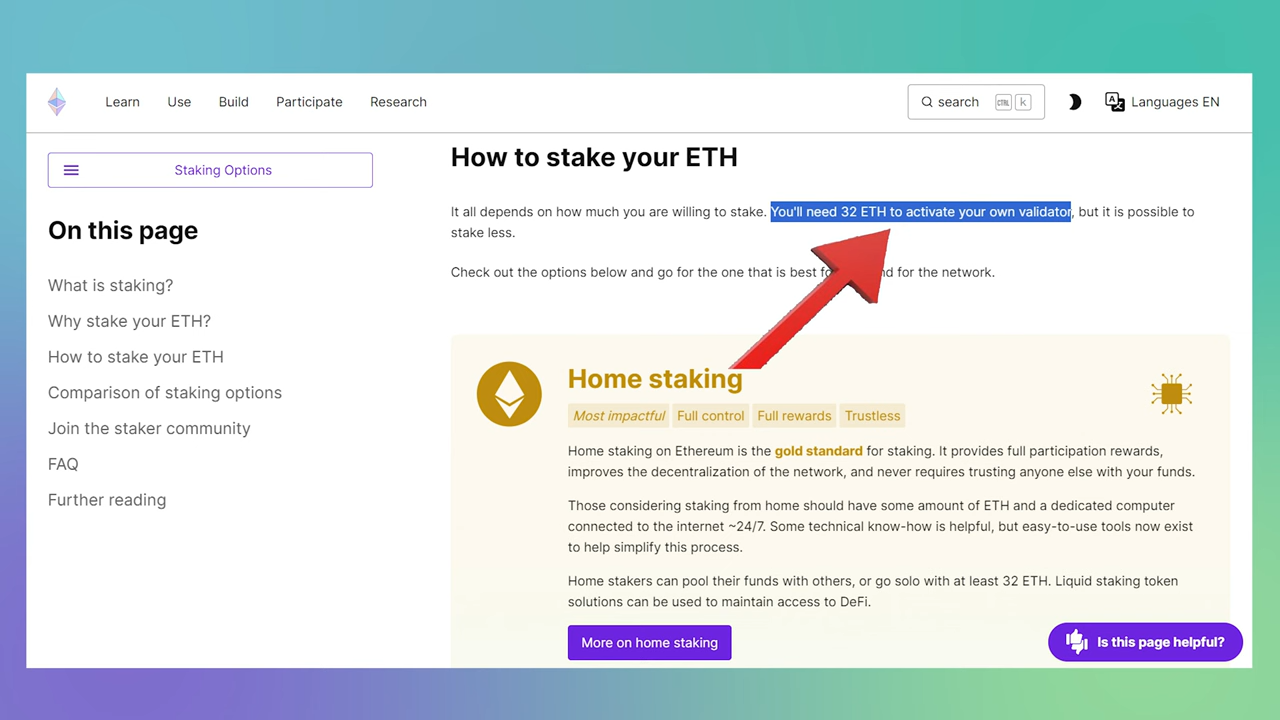 Learn Use Build Participate Research
search CTRL k
Languages EN
Staking Options
On this page
What is staking?
Why stake your ETH?
How to stake your ETH
Comparison of staking options
Join the staker community
FAQ
Further reading
How to stake your ETH
It all depends on how much you are willing to stake. You'll need 32 ETH to activate your own validator, but it is possible to
stake less.
Check out the options below and go for the one that is best for the network.
Home staking
Most impactful Full control Full rewards Trustless
Home staking on Ethereum is the gold standard for staking. It provides full participation rewards,
improves the decentralization of the network, and never requires trusting anyone else with your funds.
Those considering staking from home should have some amount of ETH and a dedicated computer
connected to the internet ~24/7. Some technical know-how is helpful, but easy-to-use tools now exist
to help simplify this process.
Home stakers can pool their funds with others, or go solo with at least 32 ETH. Liquid staking token
solutions can be used to maintain access to DeFi.
More on home staking
Is this page helpful?